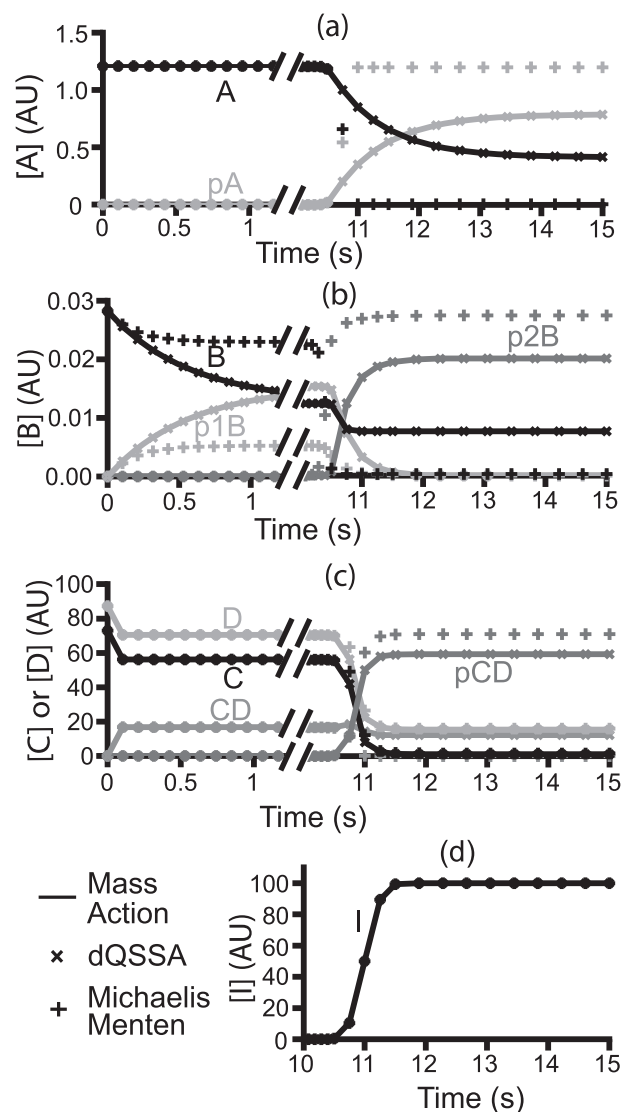 (a)
1.5
1.0
0.5
0
[A] (AU)
A
pA
0 0.5 1 11 12 13 14 15
Time (s)
(b)
0.03
0.02
0.01
0.00
[B] (AU)
B
p1B
p2B
0 0.5 1 11 12 13 14 15
Time (s)
(c)
100
80
60
40
20
0
[C] or [D] (AU)
D
C
CD
pCD
0 0.5 1 11 12 13 14 15
Time (s)
(d)
100
80
60
40
20
0
[I] (AU)
I
10 11 12 13 14 15
Time (s)
Mass
Action
dQSSA
Michaelis
Menten